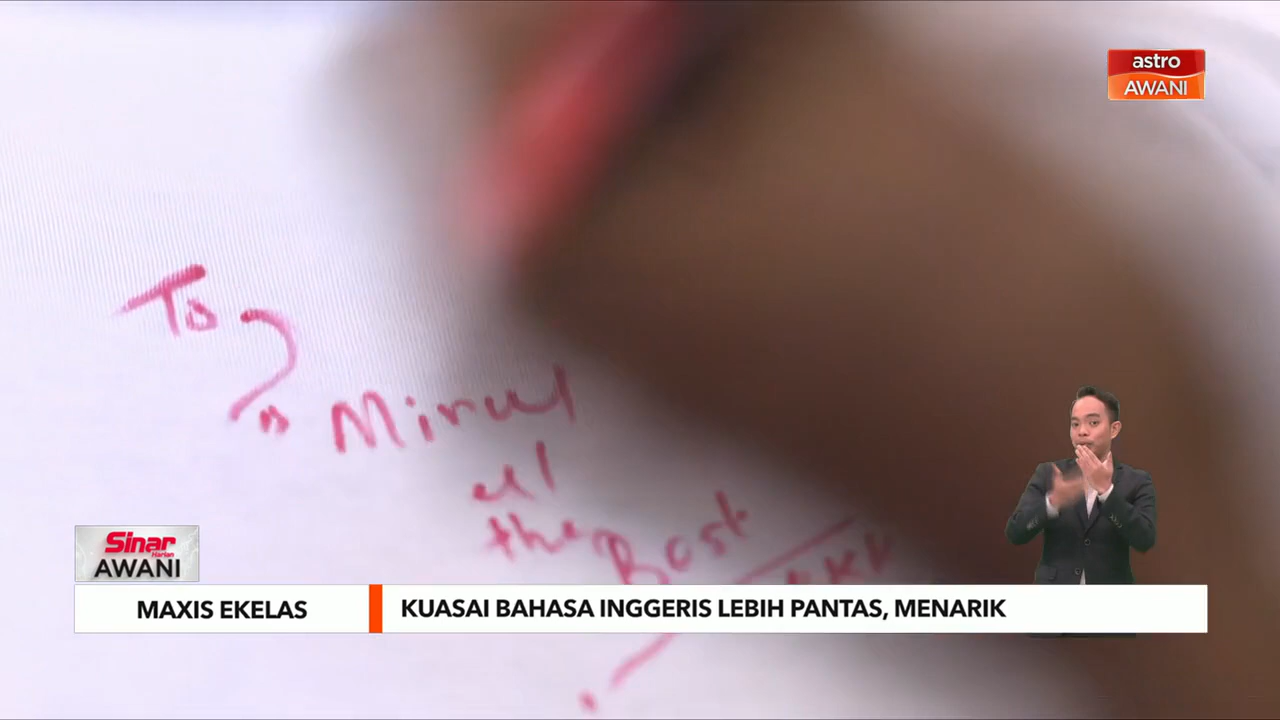 astro
AWANI
To
Mirul
all
the Best
Sinar
Harian
AWANI
MAXIS EKELAS
KUASAI BAHASA INGGERIS LEBIH PANTAS, MENARIK